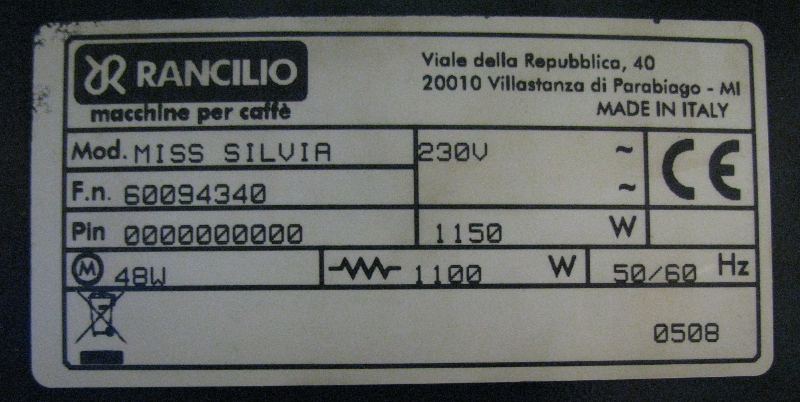 RANCILIO
macchine per caffè
Viale della Repubblica, 40
20010 Villastanza di Parabiago - MI
MADE IN ITALY
Mod. MISS SILVIA 230V ~
CE
F.n. 60094340 ~
Pin 0000000000 1150 W
M 48W 1100 W 50/60 Hz
0508